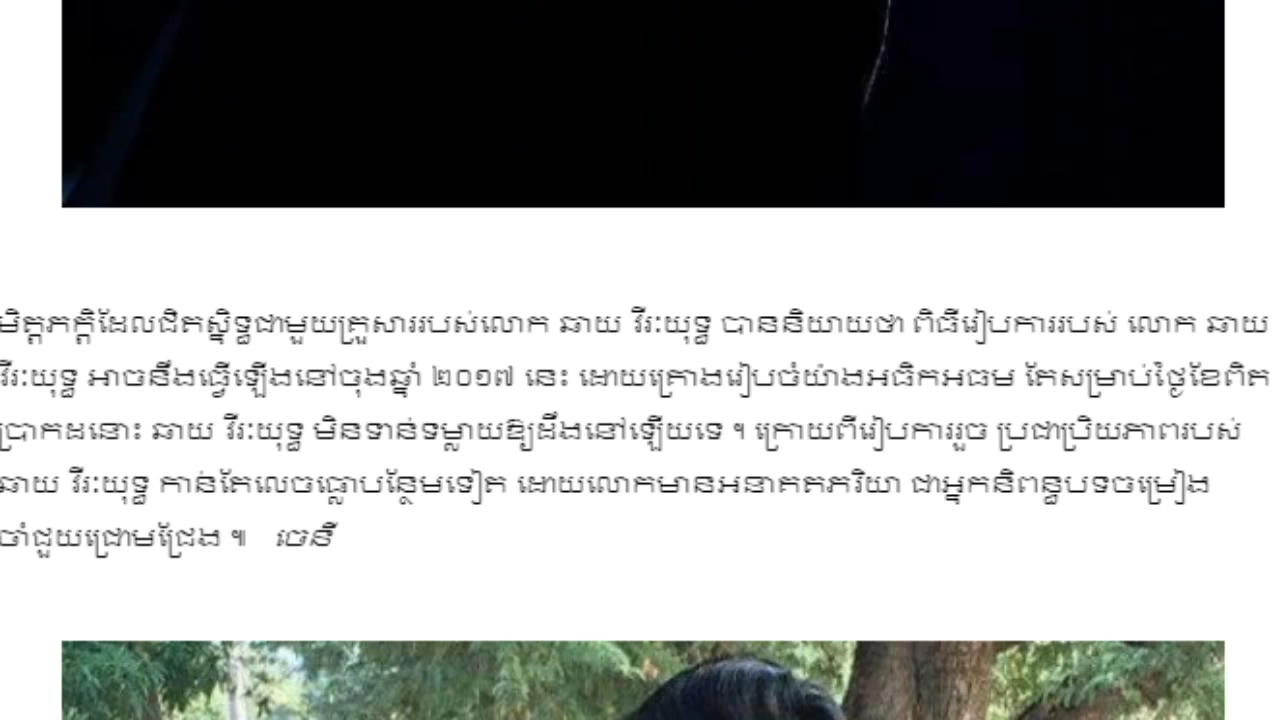 មិត្តភក្តិដែលជិតស្និទ្ធជាមួយគ្រួសាររបស់លោក ឆាយ វីរៈយុទ្ធ បាននិយាយថា ពិធីរៀបការរបស់ លោក ឆាយ
វីរៈយុទ្ធ អាចនឹងធ្វើឡើងនៅចុងឆ្នាំ ២០១៧ នេះ ដោយគ្រោងរៀបចំយ៉ាងអធិកអធម តែសម្រាប់ថ្ងៃខែពិត
ប្រាកដនោះ ឆាយ វីរៈយុទ្ធ មិនទាន់ទម្លាយឱ្យដឹងនៅឡើយទេ ។ ក្រោយពីរៀបការរួច ប្រជាប្រិយភាពរបស់
ឆាយ វីរៈយុទ្ធ កាន់តែលេចធ្លោបន្ថែមទៀត ដោយលោកមានអនាគតភរិយា ជាអ្នកនិពន្ធបទចម្រៀង
ចាំជួយជ្រោមជ្រែង ៕ ចេនី